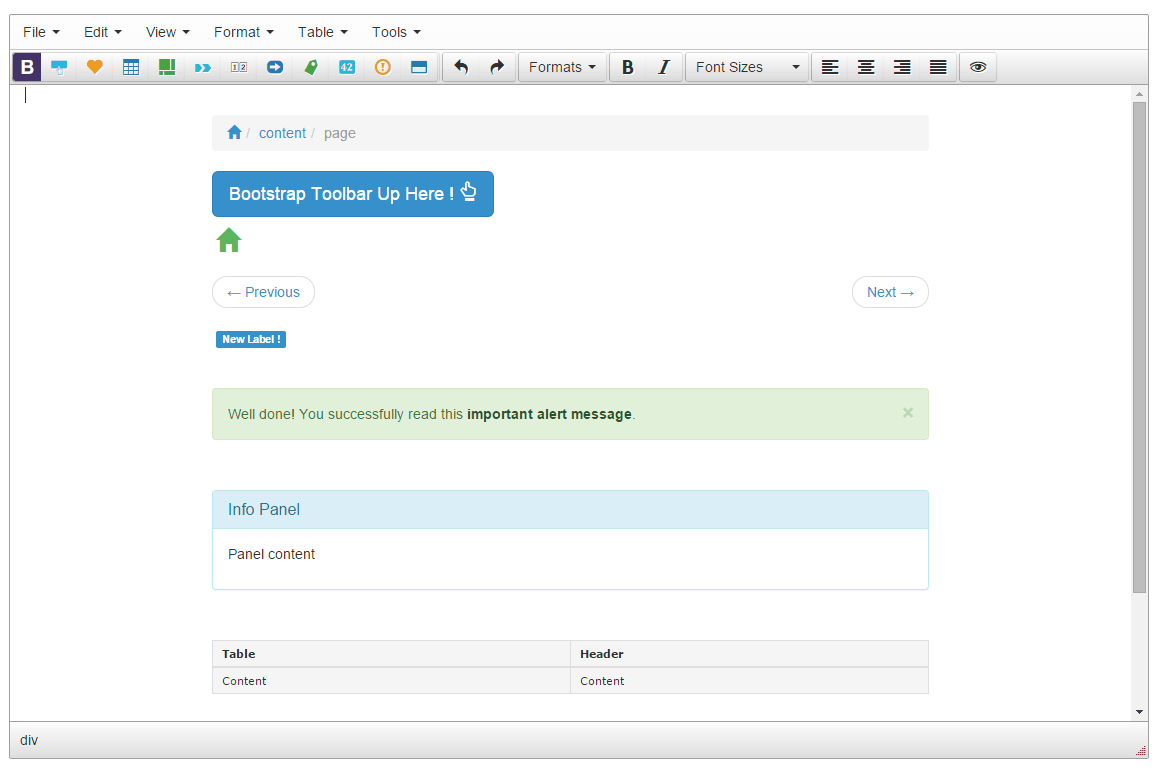 File Edit View Format Table Tools
B 12 42 Formats B I Font Sizes
/ content / page
Bootstrap Toolbar Up Here !
← Previous Next →
New Label !
Well done! You successfully read this important alert message. ×
Info Panel
Panel content
Table Header
Content Content
div